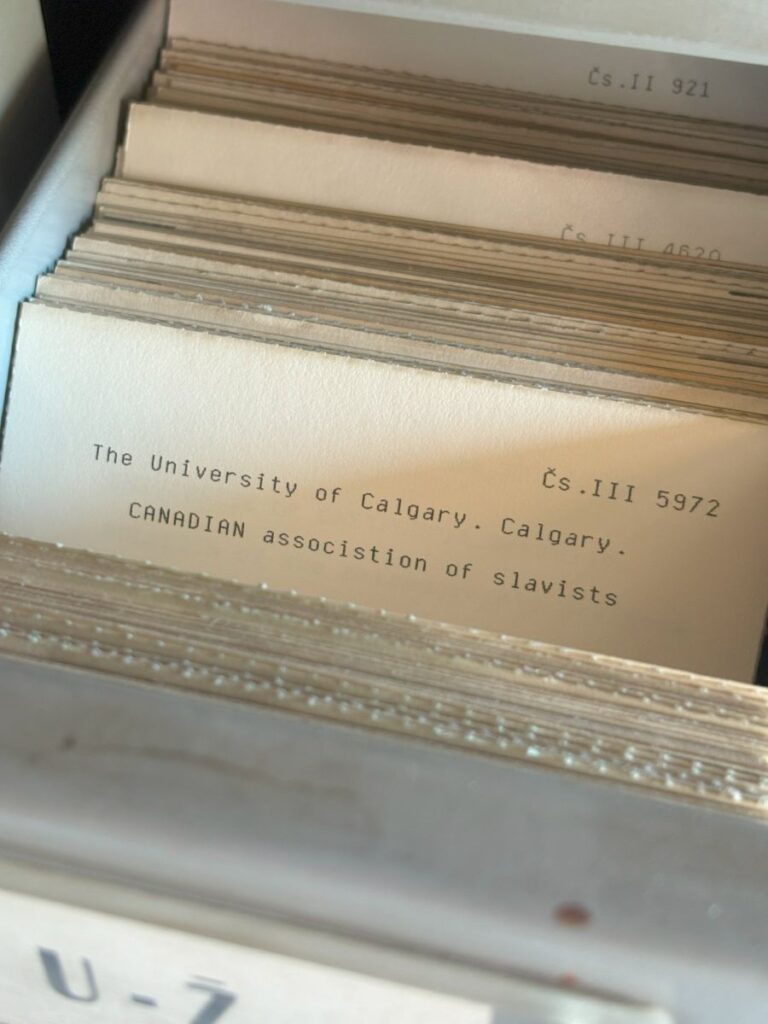 Čs.II 921
Čs III 4620
Čs.III 5972
The University of Calgary. Calgary.
CANADIAN associstion of slavists
U-Ž